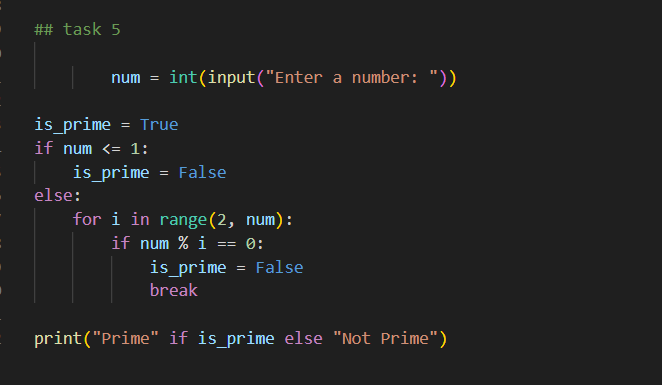 ## task 5
        num = int(input("Enter a number: "))
is_prime = True
if num <= 1:
    is_prime = False
else:
    for i in range(2, num):
        if num % i == 0:
            is_prime = False
            break
print("Prime" if is_prime else "Not Prime")